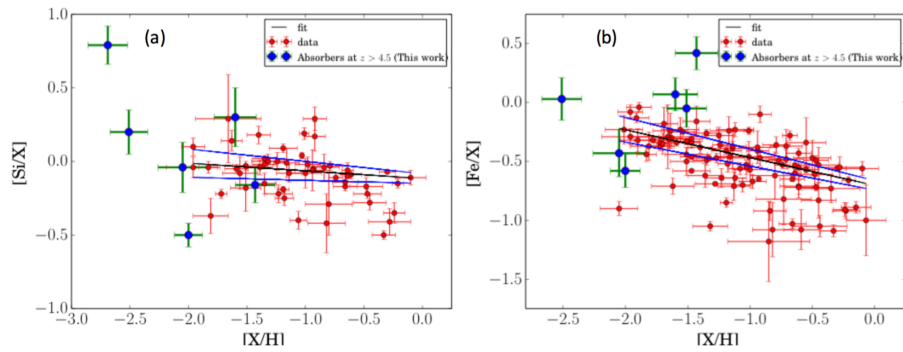 (a)
fit
data
Absorbers at z > 4.5 (This work)
[Si/X]
1.0
0.5
0.0
−0.5
−1.0
−3.0 −2.5 −2.0 −1.5 −1.0 −0.5 0.0
[X/H]
(b)
fit
data
Absorbers at z > 4.5 (This work)
[Fe/X]
0.5
0.0
−0.5
−1.0
−1.5
−2.5 −2.0 −1.5 −1.0 −0.5 0.0
[X/H]